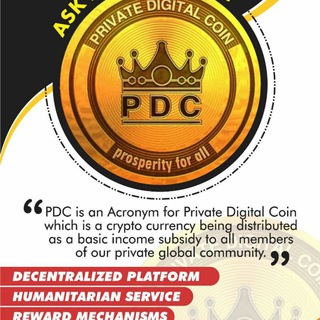 ASK
PRIVATE DIGITAL COIN
PDC
prosperity for all
“PDC is an Acronym for Private Digital Coin
which is a crypto currency being distributed
as a basic income subsidy to all members
of our private global community.”
DECENTRALIZED PLATFORM
HUMANITARIAN SERVICE
REWARD MECHANISMS